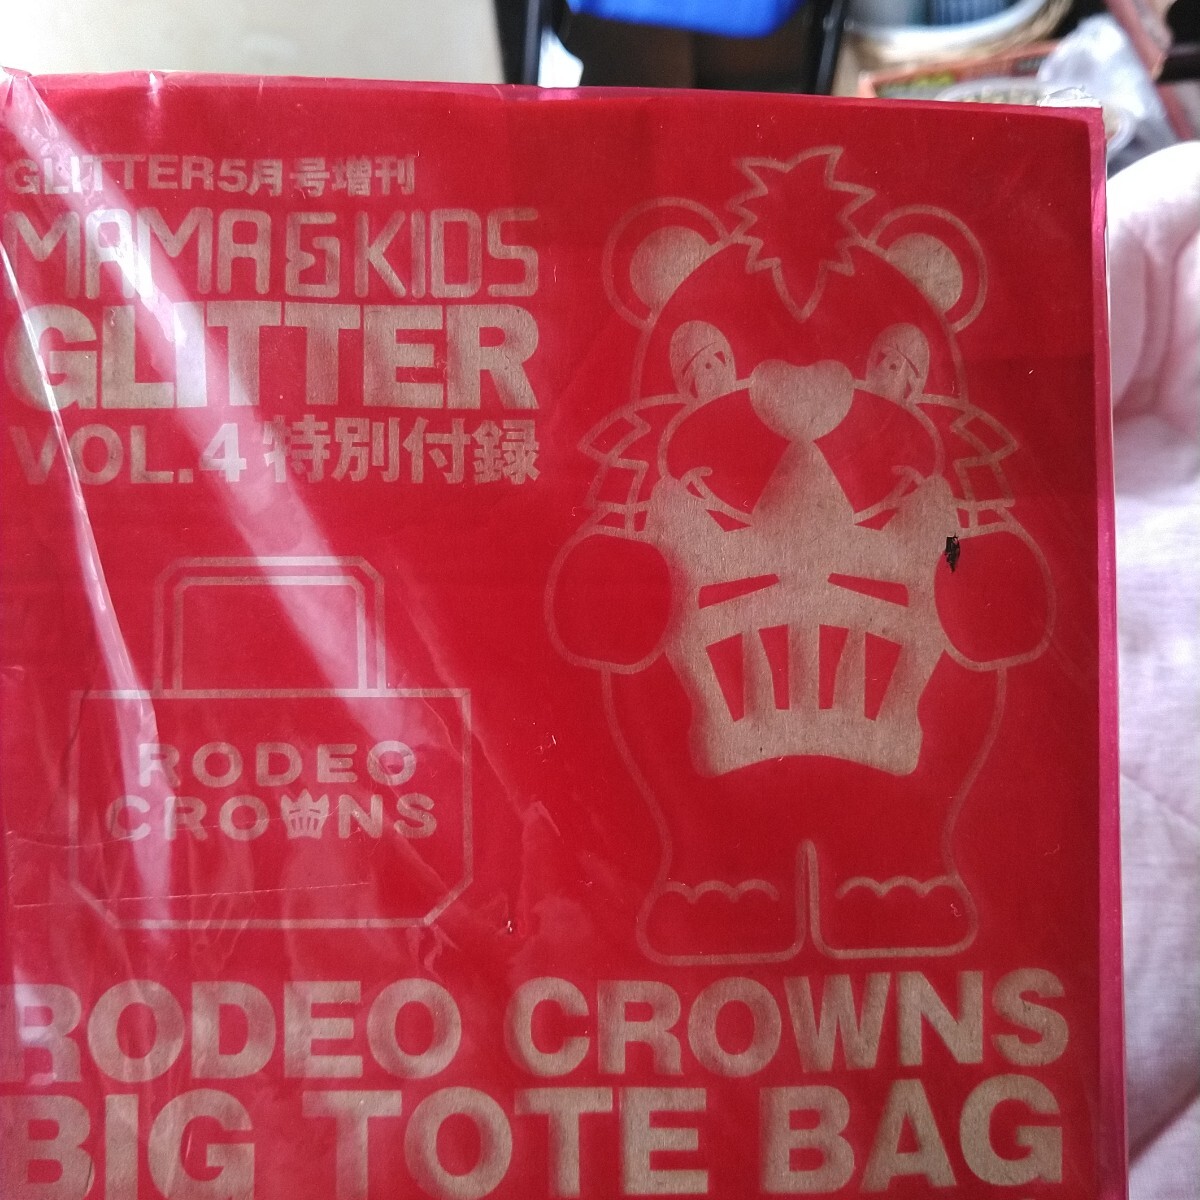 GLITTER5月号増刊
MAMA&KIDS
GLITTER
VOL.4 特別付録
RODEO
CROWNS
RODEO CROWNS
BIG TOTE BAG